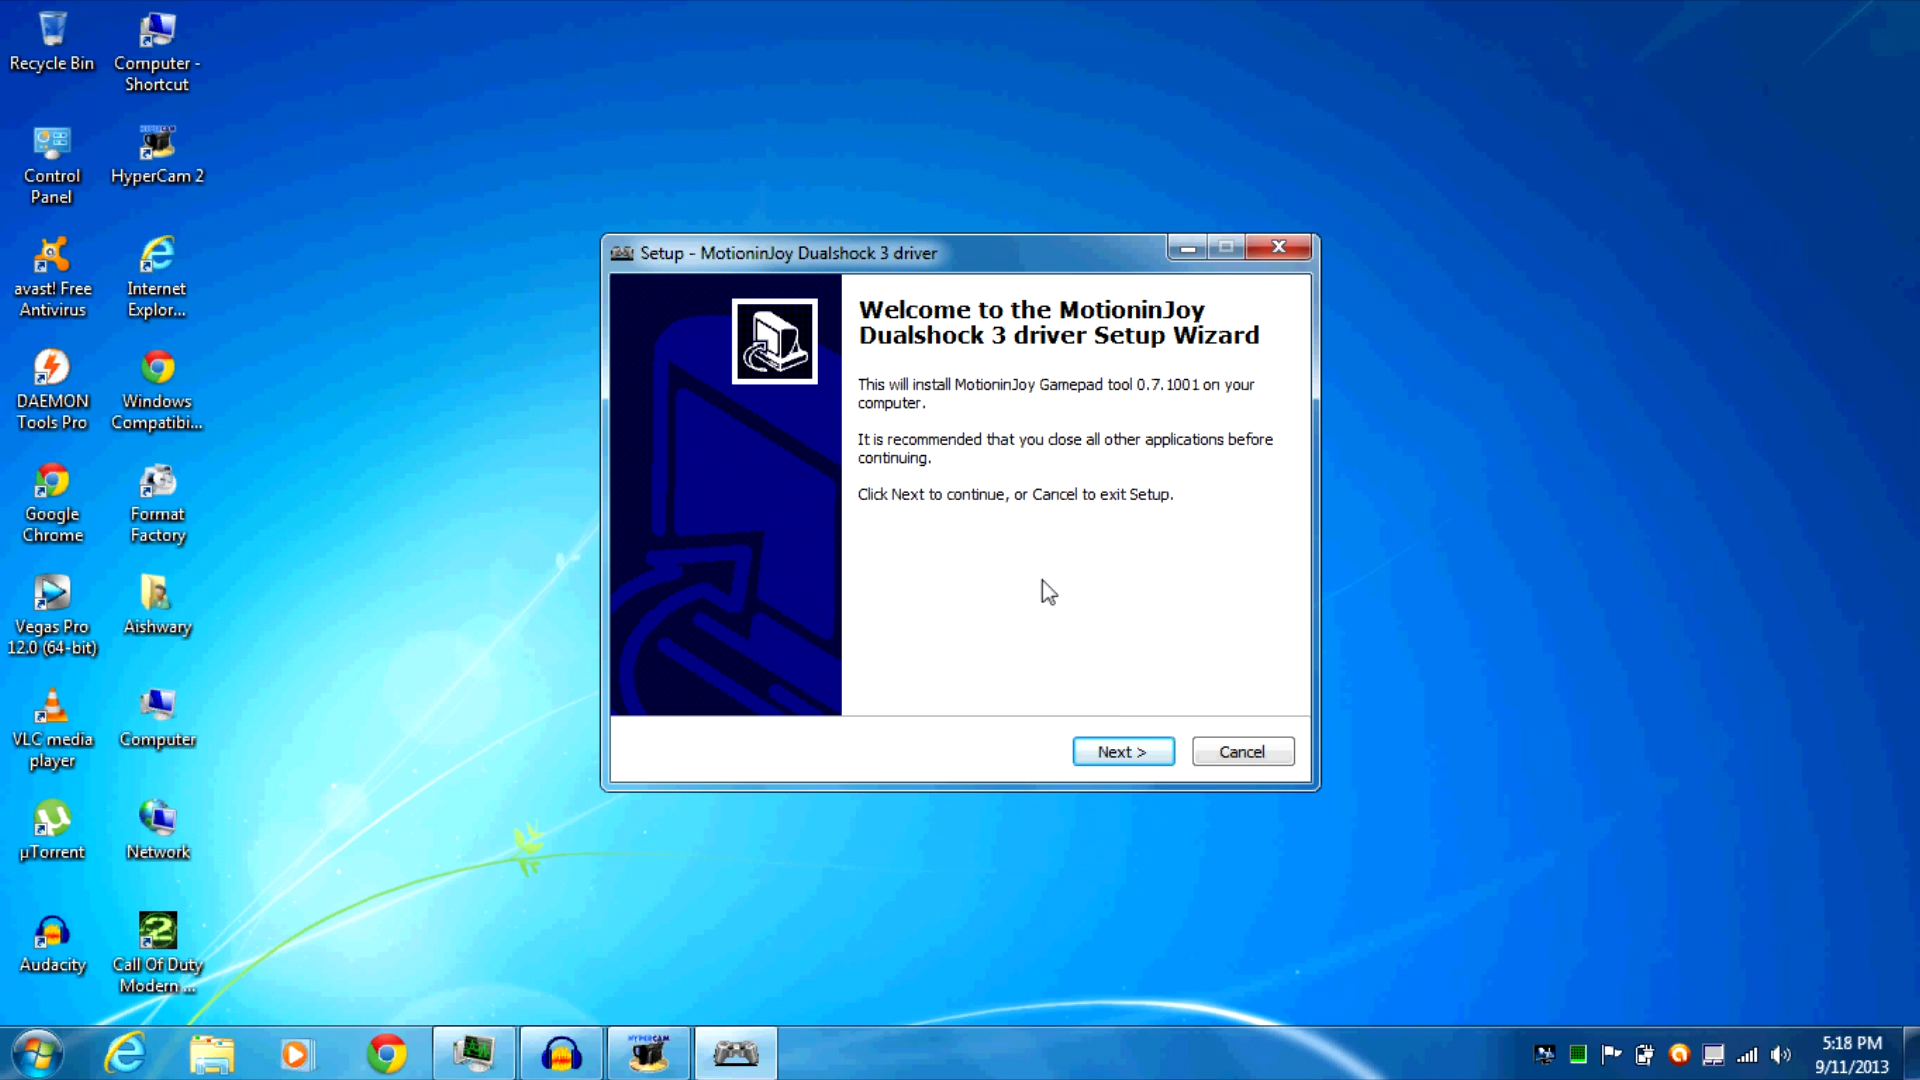 Recycle Bin
Computer -
Shortcut
Control
Panel
HYPERCAM
HyperCam 2
avast! Free
Antivirus
Internet
Explor...
DAEMON
Tools Pro
Windows
Compatibi...
Google
Chrome
Format
Factory
Vegas Pro
12.0 (64-bit)
Aishwary
VLC media
player
Computer
µTorrent
Network
Audacity
2
Call Of Duty
Modern ...
Setup - MotioninJoy Dualshock 3 driver
Welcome to the MotioninJoy
Dualshock 3 driver Setup Wizard
This will install MotioninJoy Gamepad tool 0.7.1001 on your
computer.
It is recommended that you close all other applications before
continuing.
Click Next to continue, or Cancel to exit Setup.
Next >
Cancel
HYPERCAM
5:18 PM
9/11/2013